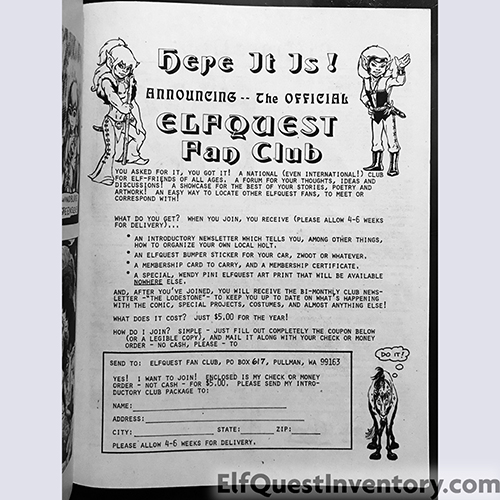 Here It Is!
ANNOUNCING -- The OFFICIAL
ELFQUEST
Fan Club
YOU ASKED FOR IT, YOU GOT IT! A NATIONAL (EVEN INTERNATIONAL!) CLUB
FOR ELF-FRIENDS OF ALL AGES. A FORUM FOR YOUR THOUGHTS, IDEAS AND
DISCUSSIONS! A SHOWCASE FOR THE BEST OF YOUR STORIES, POETRY AND
ARTWORK! AN EASY WAY TO LOCATE OTHER ELFQUEST FANS, TO MEET OR
CORRESPOND WITH!
WHAT DO YOU GET? WHEN YOU JOIN, YOU RECEIVE (PLEASE ALLOW 4-6 WEEKS
FOR DELIVERY)...
* AN INTRODUCTORY NEWSLETTER WHICH TELLS YOU, AMONG OTHER THINGS,
HOW TO ORGANIZE YOUR OWN LOCAL HOLT.
* AN ELFQUEST BUMPER STICKER FOR YOUR CAR, ZWOOT OR WHATEVER.
* A MEMBERSHIP CARD TO CARRY, AND A MEMBERSHIP CERTIFICATE.
* A SPECIAL, WENDY PINI ELFQUEST ART PRINT THAT WILL BE AVAILABLE
NOWHERE ELSE.
AND, AFTER YOU'VE JOINED, YOU WILL RECEIVE THE BI-MONTHLY CLUB NEWS-
LETTER -"THE LODESTONE"- TO KEEP YOU UP TO DATE ON WHAT'S HAPPENING
WITH THE COMIC, SPECIAL PROJECTS, COSTUMES, AND ALMOST ANYTHING ELSE!
WHAT DOES IT COST? JUST $5.00 FOR THE YEAR!
HOW DO I JOIN? SIMPLE - JUST FILL OUT COMPLETELY THE COUPON BELOW
(OR A LEGIBLE COPY), AND MAIL IT ALONG WITH YOUR CHECK OR MONEY
ORDER - NO CASH, PLEASE - TO
DO IT!
SEND TO: ELFQUEST FAN CLUB, PO BOX 617, PULLMAN, WA 99163
YES! I WANT TO JOIN! ENCLOSED IS MY CHECK OR MONEY
ORDER - NOT CASH - FOR $5.00. PLEASE SEND MY INTRO-
DUCTORY CLUB PACKAGE TO:
NAME:
ADDRESS:
CITY: STATE: ZIP:
PLEASE ALLOW 4-6 WEEKS FOR DELIVERY.
ElfQuestInventory.com